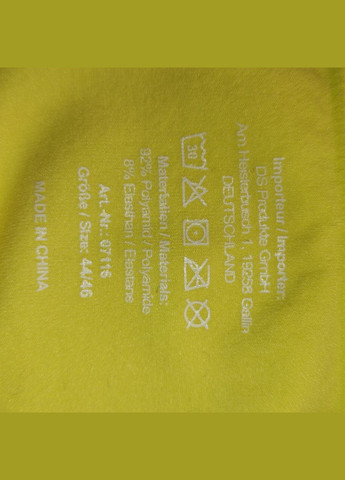 Importeur / Importer:
DS Produkte GmbH
Am Heisterbusch 1, 19258 Gallin
DEUTSCHLAND
30
Materialien / Materials:
92% Polyamid / Polyamide
8% Elasthan / Elastane
Art.-Nr.: 07116
Größe / Size: 44/46
MADE IN CHINA